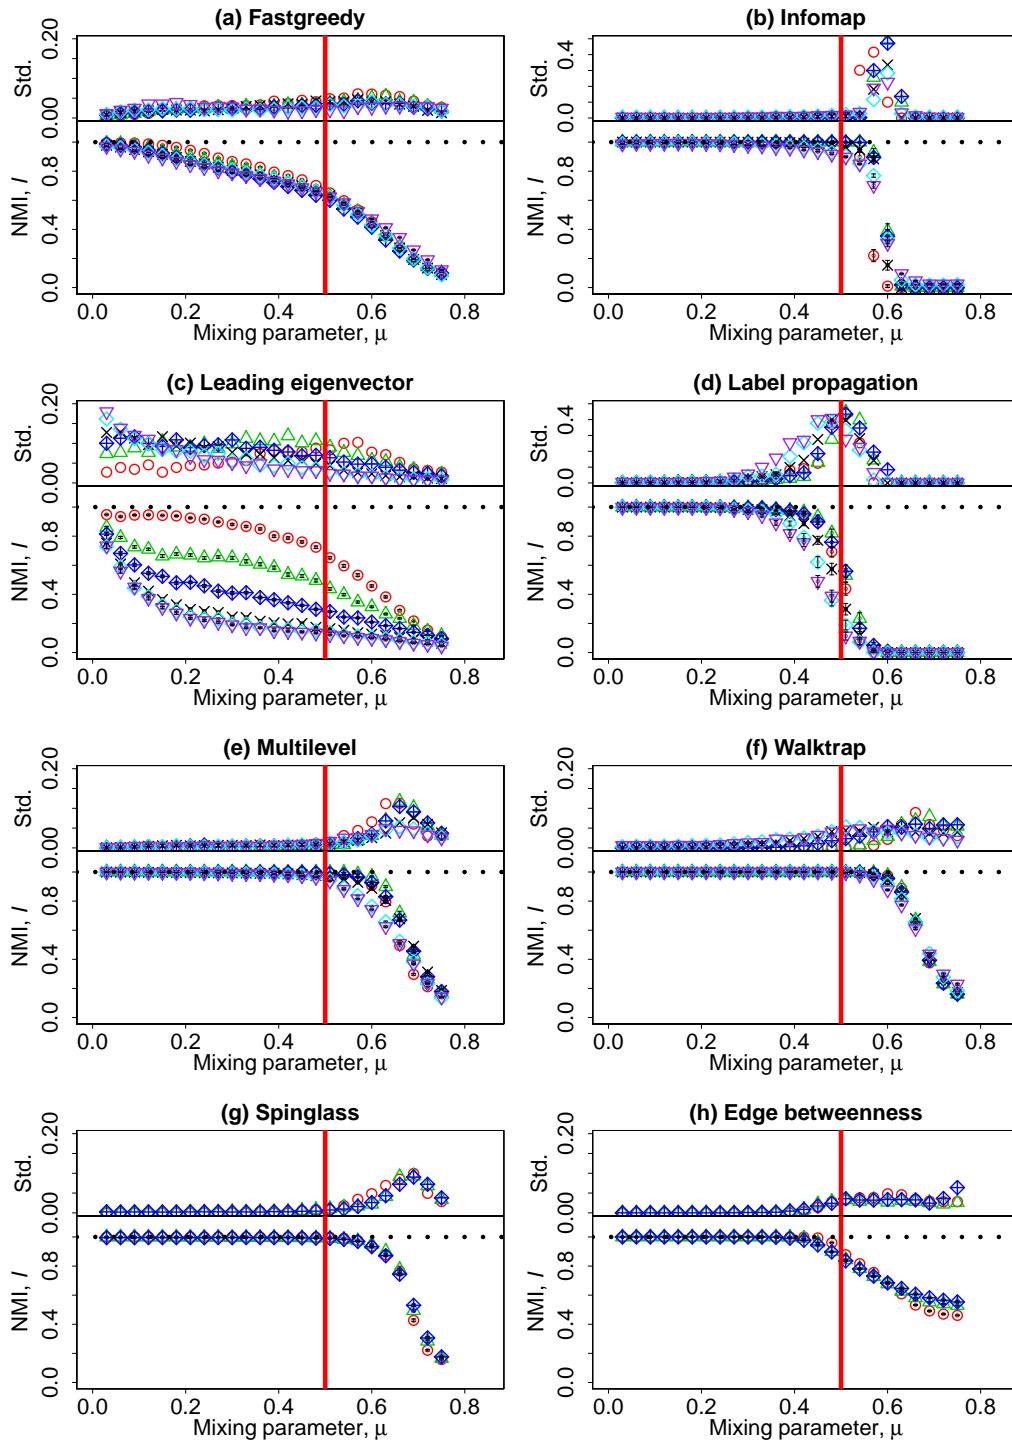 (a) Fastgreedy
0.00 0.20
Std.
0.0 0.4 0.8
NMI, I
0.0 0.2 0.4 0.6 0.8
Mixing parameter, μ
(b) Infomap
0.0 0.4
Std.
0.0 0.4 0.8
NMI, I
0.0 0.2 0.4 0.6 0.8
Mixing parameter, μ
(c) Leading eigenvector
0.00 0.20
Std.
0.0 0.4 0.8
NMI, I
0.0 0.2 0.4 0.6 0.8
Mixing parameter, μ
(d) Label propagation
0.0 0.4
Std.
0.0 0.4 0.8
NMI, I
0.0 0.2 0.4 0.6 0.8
Mixing parameter, μ
(e) Multilevel
0.00 0.20
Std.
0.0 0.4 0.8
NMI, I
0.0 0.2 0.4 0.6 0.8
Mixing parameter, μ
(f) Walktrap
0.00 0.20
Std.
0.0 0.4 0.8
NMI, I
0.0 0.2 0.4 0.6 0.8
Mixing parameter, μ
(g) Spinglass
0.00 0.20
Std.
0.0 0.4 0.8
NMI, I
0.0 0.2 0.4 0.6 0.8
Mixing parameter, μ
(h) Edge betweenness
0.00 0.20
Std.
0.0 0.4 0.8
NMI, I
0.0 0.2 0.4 0.6 0.8
Mixing parameter, μ